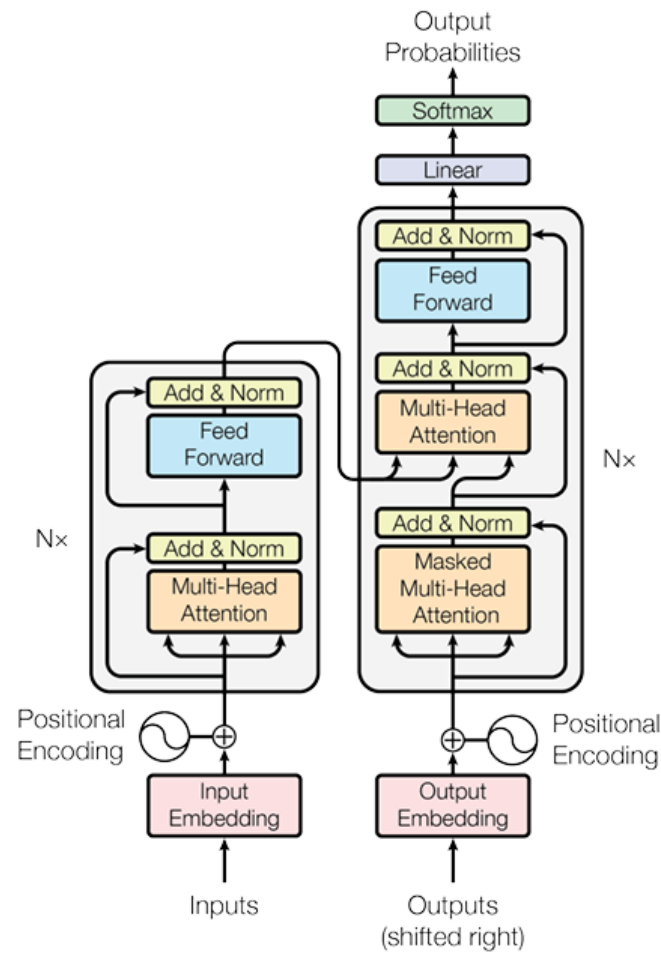 Output
Probabilities
Softmax
Linear
Add & Norm
Feed
Forward
Add & Norm
Multi-Head
Attention
Add & Norm
Masked
Multi-Head
Attention
N×
Add & Norm
Feed
Forward
Add & Norm
Multi-Head
Attention
N×
Positional
Encoding
Positional
Encoding
Input
Embedding
Output
Embedding
Inputs
Outputs
(shifted right)